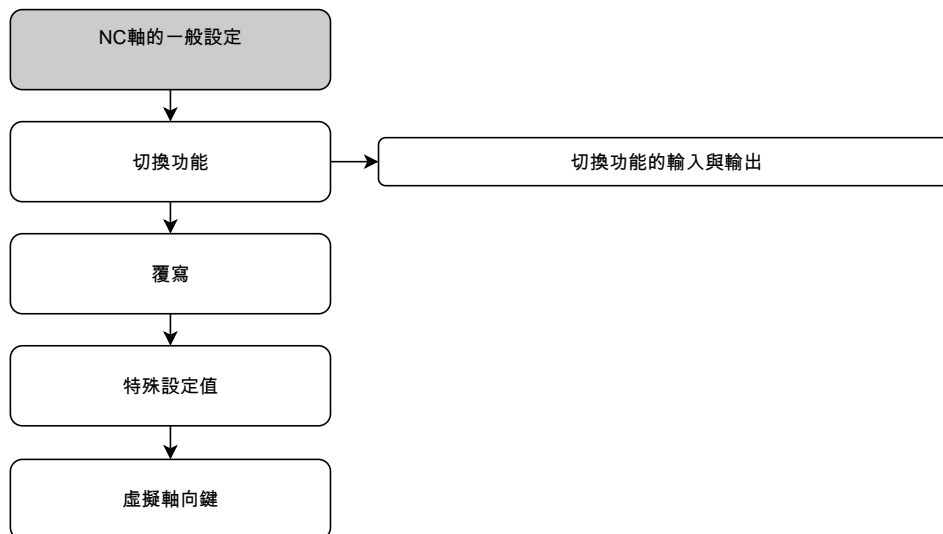 NC軸的一般設定
切換功能
切換功能的輸入與輸出
覆寫
特殊設定值
虛擬軸向鍵